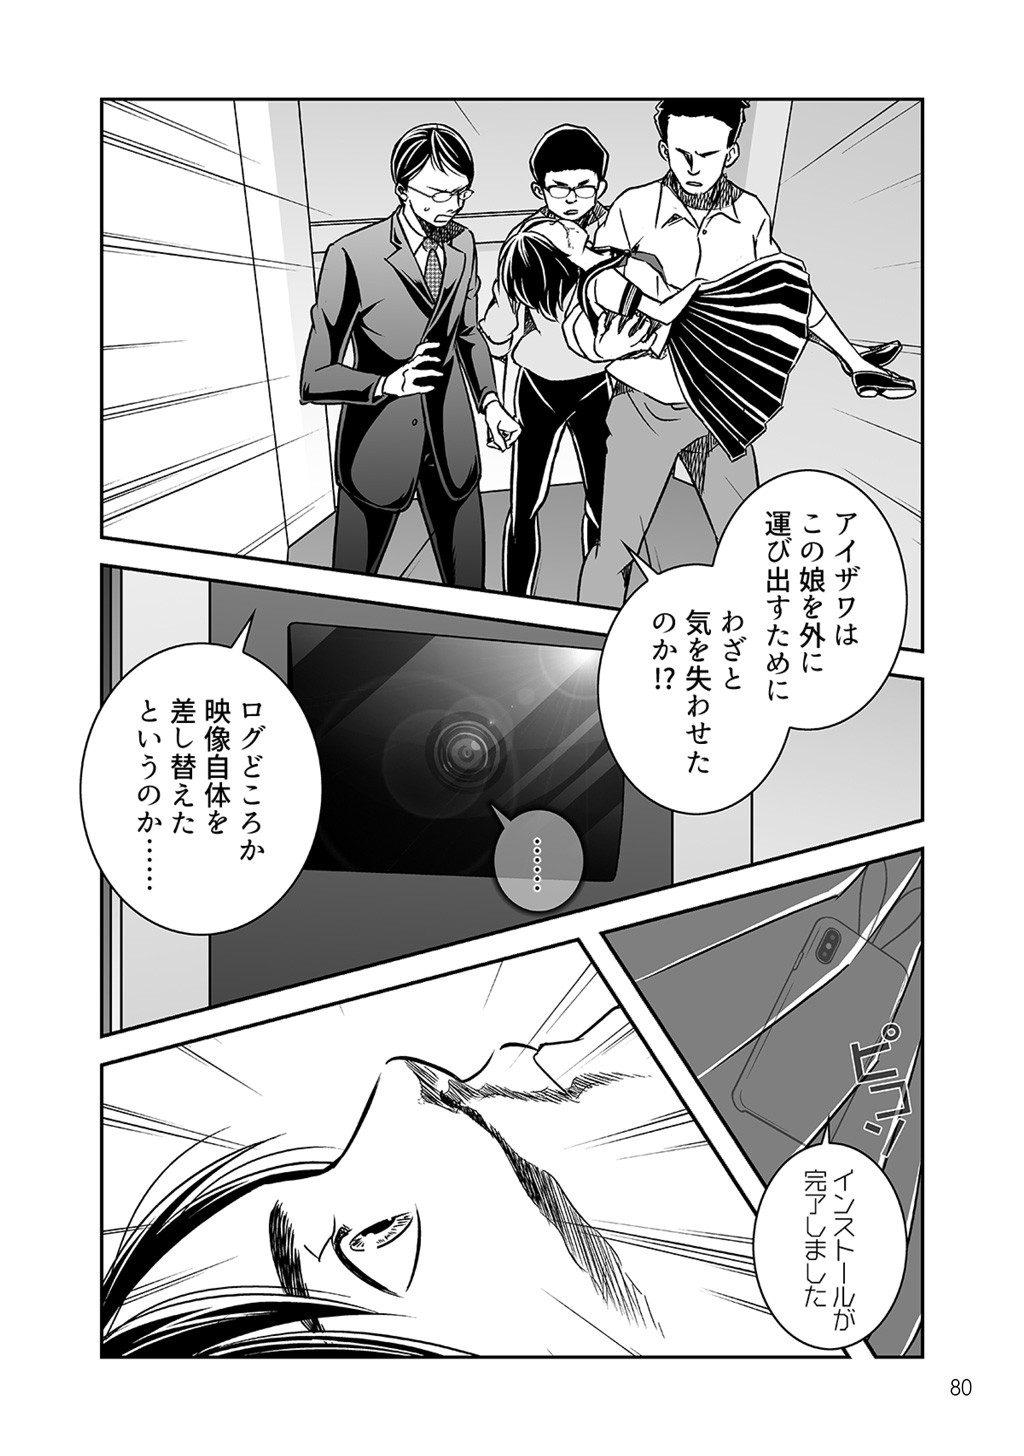 アイザワは
この娘を外に
運び出すために
わざと
気を失わせた
のか!?
ログどころか
映像自体を
差し替えた
というのか……
……
ピコン
インストールが
完了しました
80